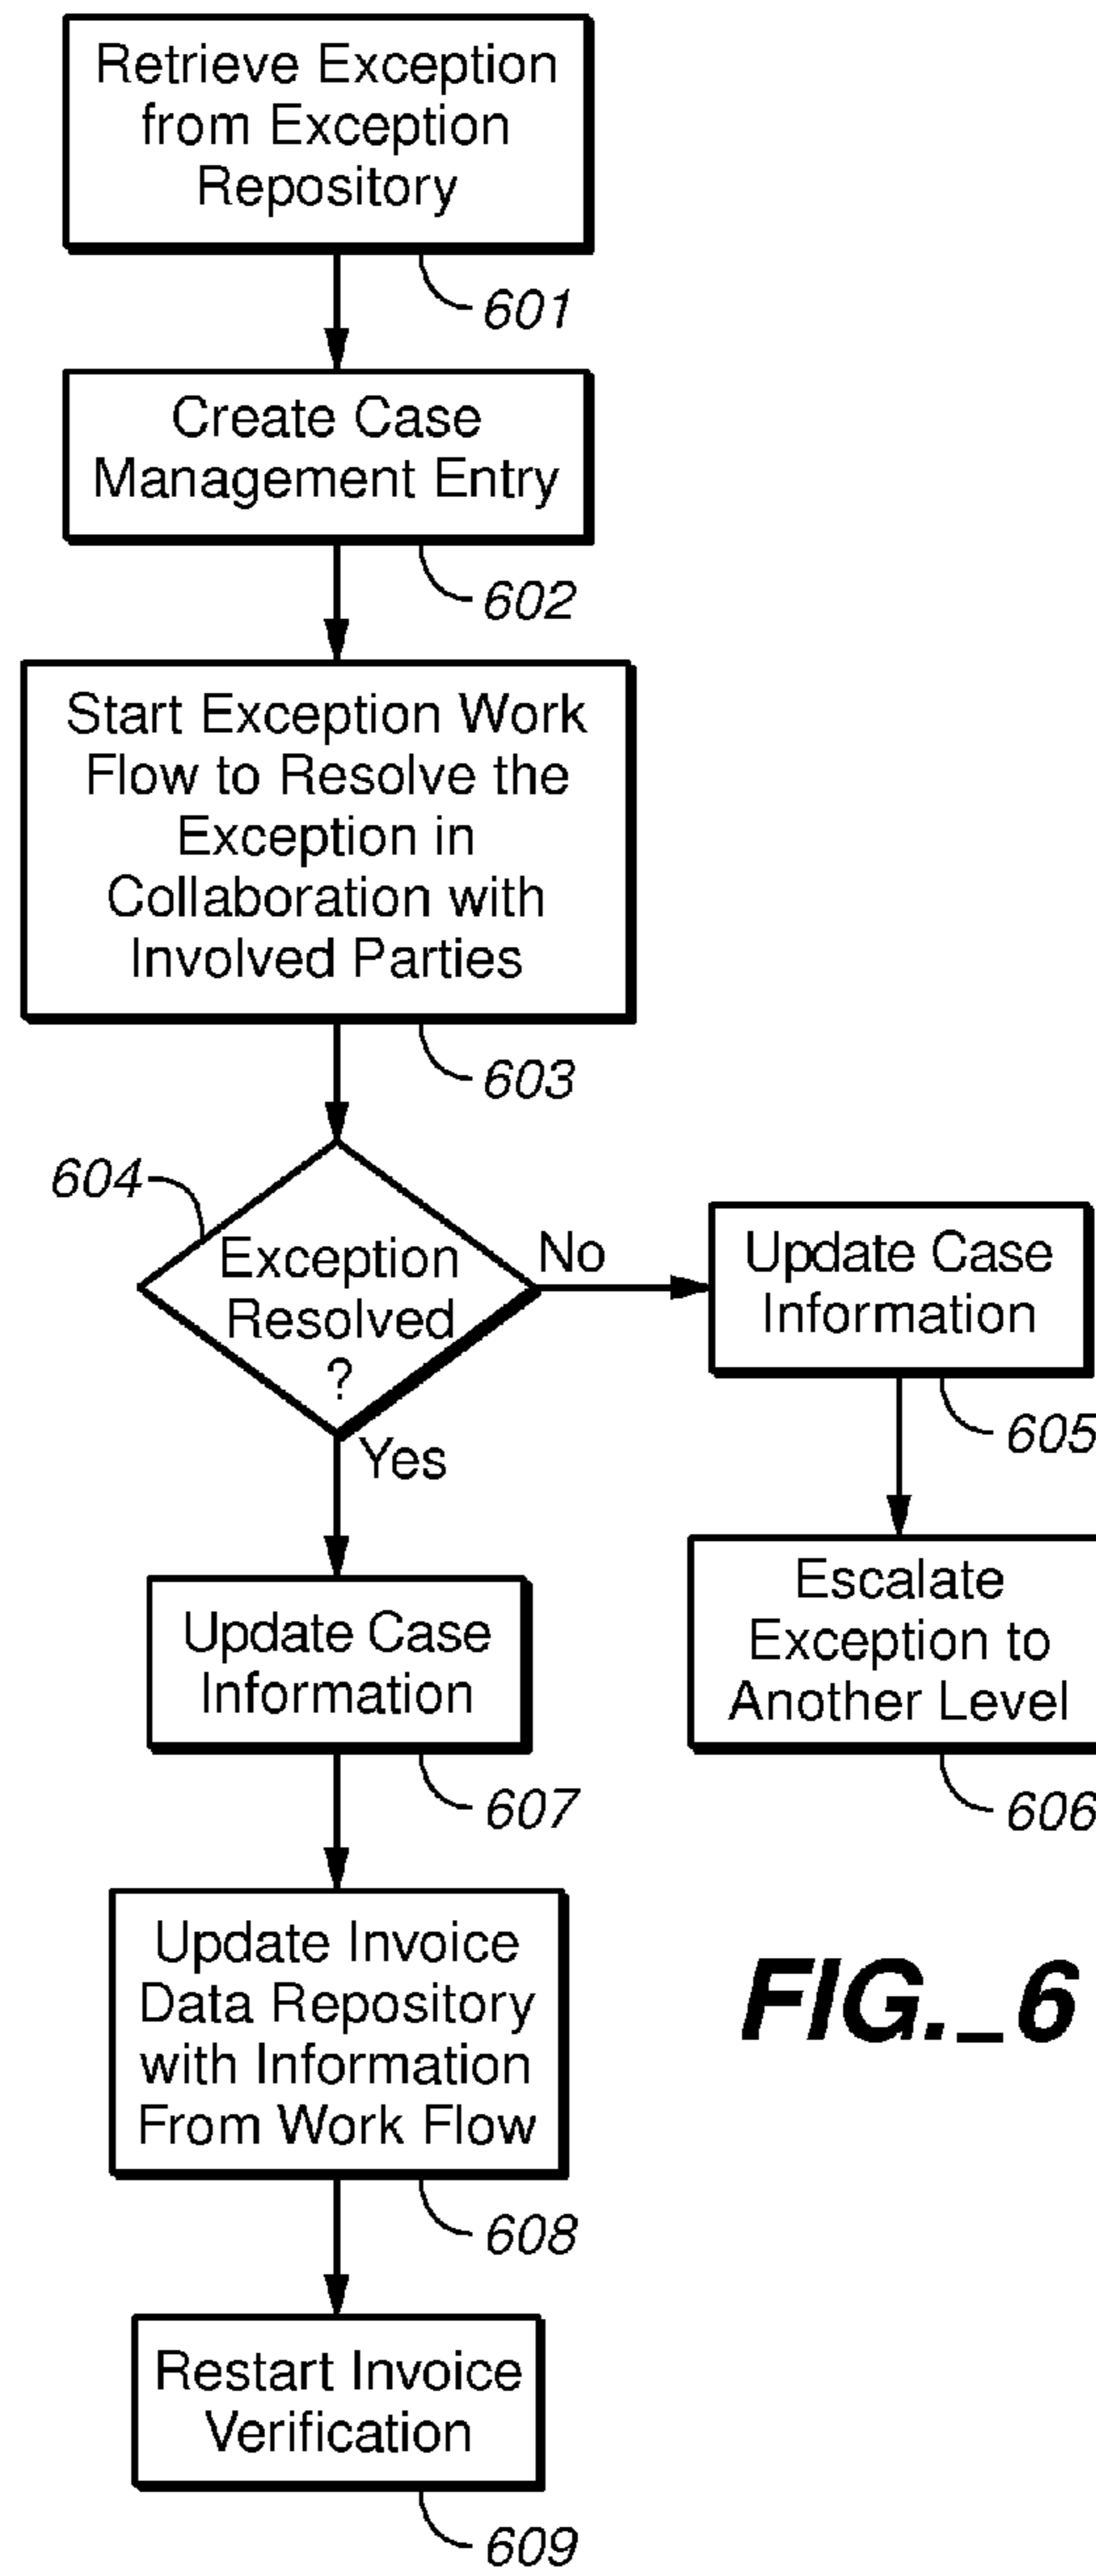 Retrieve Exception
from Exception
Repository
601
Create Case
Management Entry
602
Start Exception Work
Flow to Resolve the
Exception in
Collaboration with
Involved Parties
603
604
Exception
Resolved
?
No
Yes
Update Case
Information
605
Escalate
Exception to
Another Level
606
Update Case
Information
607
Update Invoice
Data Repository
with Information
From Work Flow
608
Restart Invoice
Verification
609
FIG._6